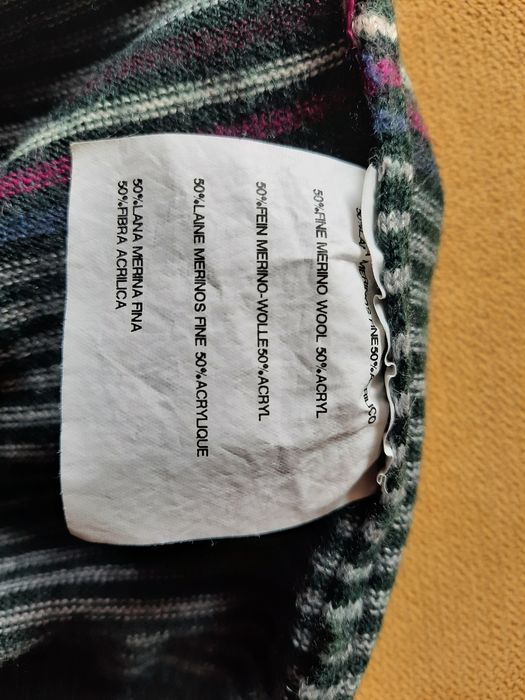 50%FINE MERINO WOOL 50%ACRYL
50%FEIN MERINO-WOLLE50%ACRYL
50%LAINE MERINOS FINE 50%ACRYLIQUE
50%LANA MERINA FINA
50%FIBRA ACRILICA